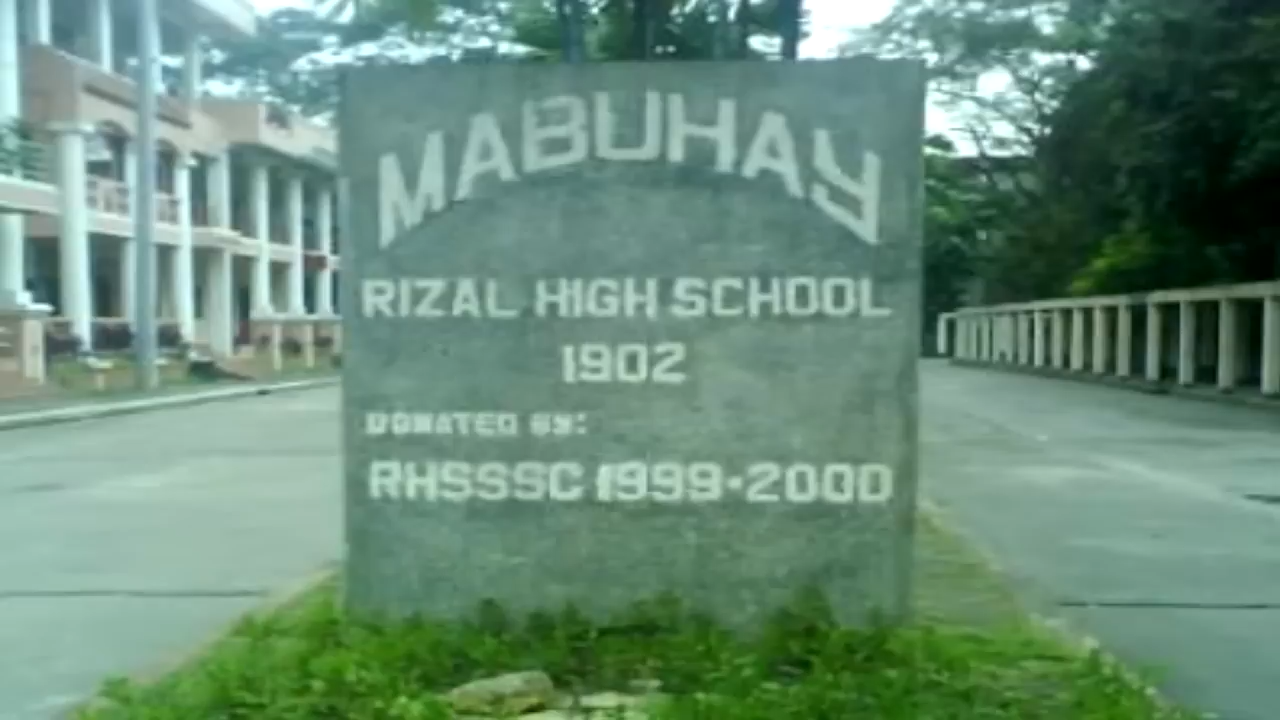 MABUHAY
RIZAL HIGH SCHOOL
1902
DONATED BY:
RHSSSC 1999-2000